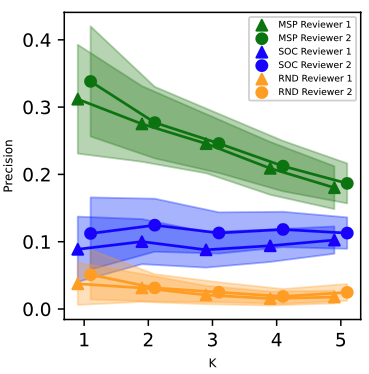 MSP Reviewer 1
MSP Reviewer 2
SOC Reviewer 1
SOC Reviewer 2
RND Reviewer 1
RND Reviewer 2
Precision
0.4
0.3
0.2
0.1
0.0
1 2 3 4 5
K